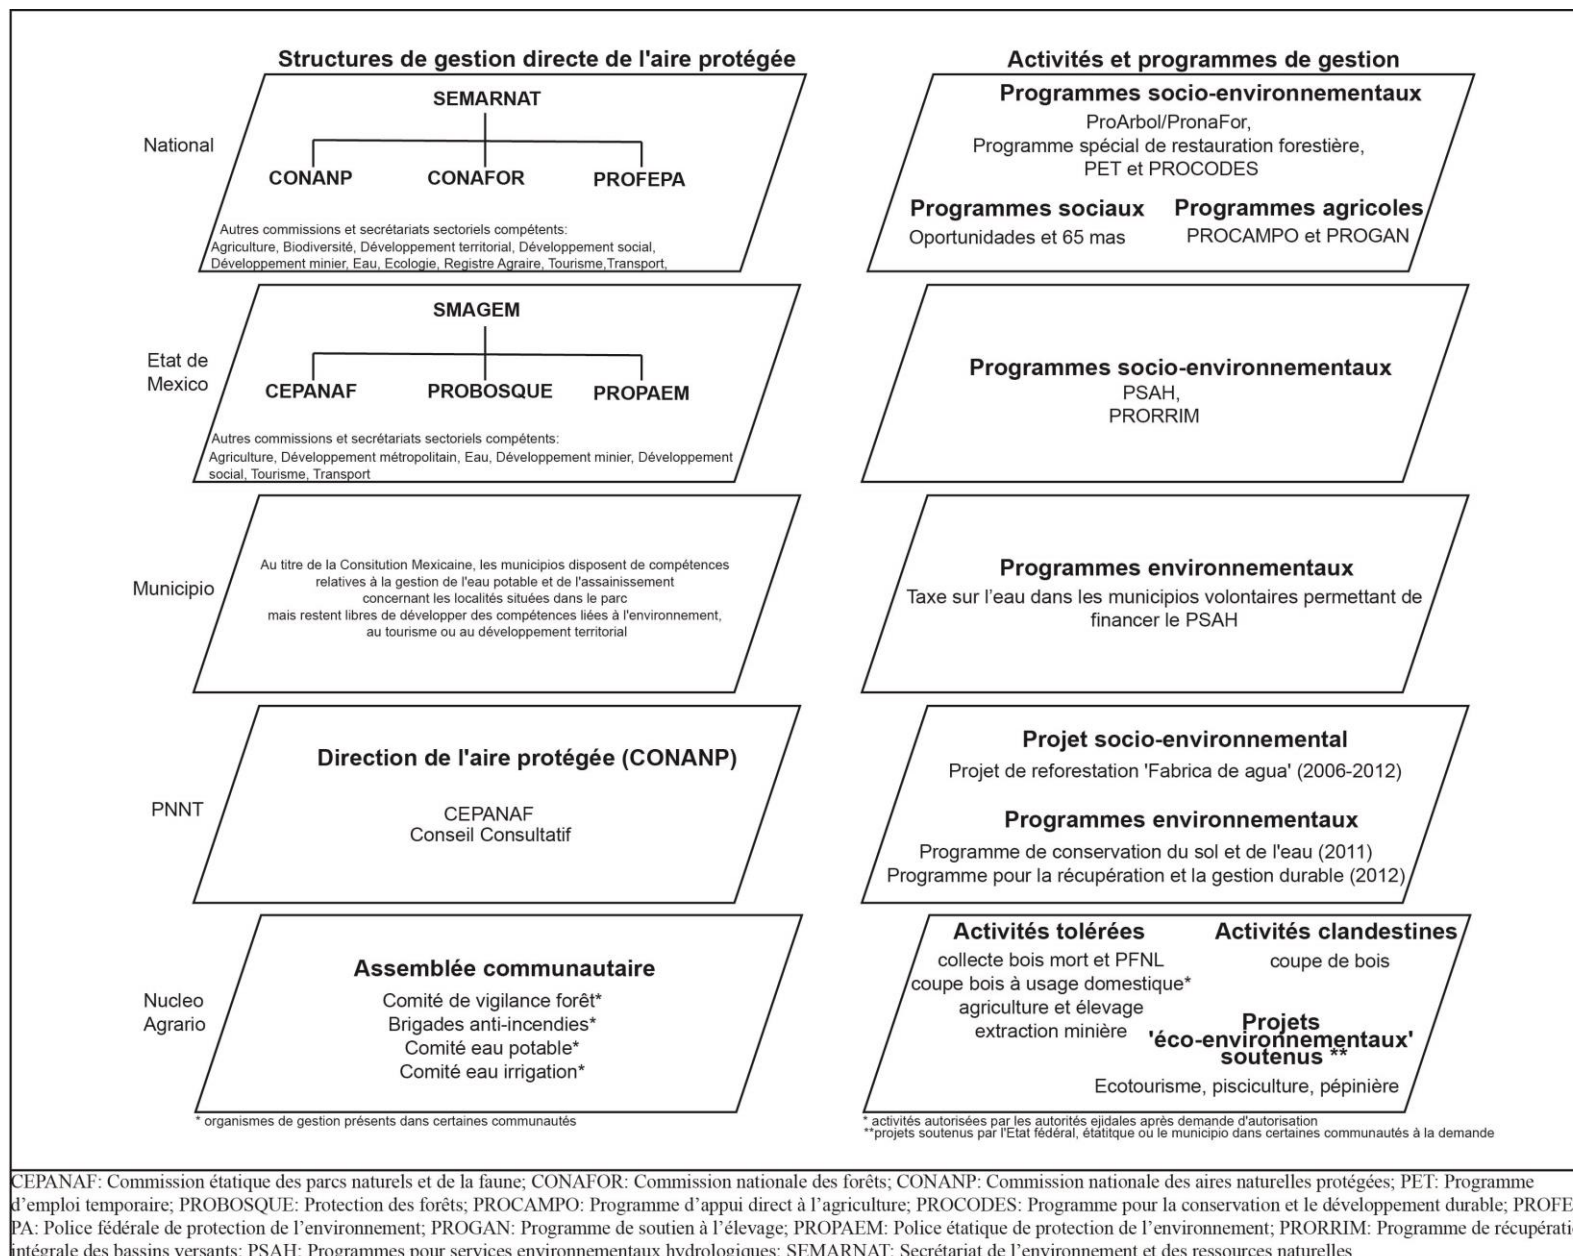 Structures de gestion directe de l'aire protégée
Activités et programmes de gestion
National
SEMARNAT
CONANP
CONAFOR
PROFEPA
Autres commissions et secrétariats sectoriels compétents:
Agriculture, Biodiversité, Développement territorial, Développement social,
Développement minier, Eau, Ecologie, Registre Agraire, Tourisme,Transport,
Programmes socio-environnementaux
ProArbol/PronaFor,
Programme spécial de restauration forestière,
PET et PROCODES
Programmes sociaux
Oportunidades et 65 mas
Programmes agricoles
PROCAMPO et PROGAN
Etat de
Mexico
SMAGEM
CEPANAF
PROBOSQUE
PROPAEM
Autres commissions et secrétariats sectoriels compétents:
Agriculture, Développement métropolitain, Eau, Développement minier, Développement
social, Tourisme, Transport
Programmes socio-environnementaux
PSAH,
PRORRIM
Municipio
Au titre de la Consitution Mexicaine, les municipios disposent de compétences
relatives à la gestion de l'eau potable et de l'assainissement
concernant les localités situées dans le parc
mais restent libres de développer des compétences liées à l'environnement,
au tourisme ou au développement territorial
Programmes environnementaux
Taxe sur l'eau dans les municipios volontaires permettant de
financer le PSAH
PNNT
Direction de l'aire protégée (CONANP)
CEPANAF
Conseil Consultatif
Projet socio-environnemental
Projet de reforestation 'Fabrica de agua' (2006-2012)
Programmes environnementaux
Programme de conservation du sol et de l'eau (2011)
Programme pour la récupération et la gestion durable (2012)
Nucleo
Agrario
Assemblée communautaire
Comité de vigilance forêt*
Brigades anti-incendies*
Comité eau potable*
Comité eau irrigation*
* organismes de gestion présents dans certaines communautés
Activités tolérées
collecte bois mort et PFNL
coupe bois à usage domestique*
agriculture et élevage
extraction minière
Activités clandestines
coupe de bois
Projets
'éco-environnementaux'
soutenus **
Ecotourisme, pisciculture, pépinière
* activités autorisées par les autorités ejidales après demande d'autorisation
**projets soutenus par l'Etat fédéral, étatitque ou le municipio dans certaines communautés à la demande
CEPANAF: Commission étatique des parcs naturels et de la faune; CONAFOR: Commission nationale des forêts; CONANP: Commission nationale des aires naturelles protégées; PET: Programme
d'emploi temporaire; PROBOSQUE: Protection des forêts; PROCAMPO: Programme d'appui direct à l'agriculture; PROCODES: Programme pour la conservation et le développement durable; PROFE-
PA: Police fédérale de protection de l'environnement; PROGAN: Programme de soutien à l'élevage; PROPAEM: Police étatique de protection de l'environnement; PRORRIM: Programme de récupérati
intégrale des bassins versants; PSAH: Programmes pour services environnementaux hydrologiques; SEMARNAT: Secrétariat de l'environnement et des ressources naturelles